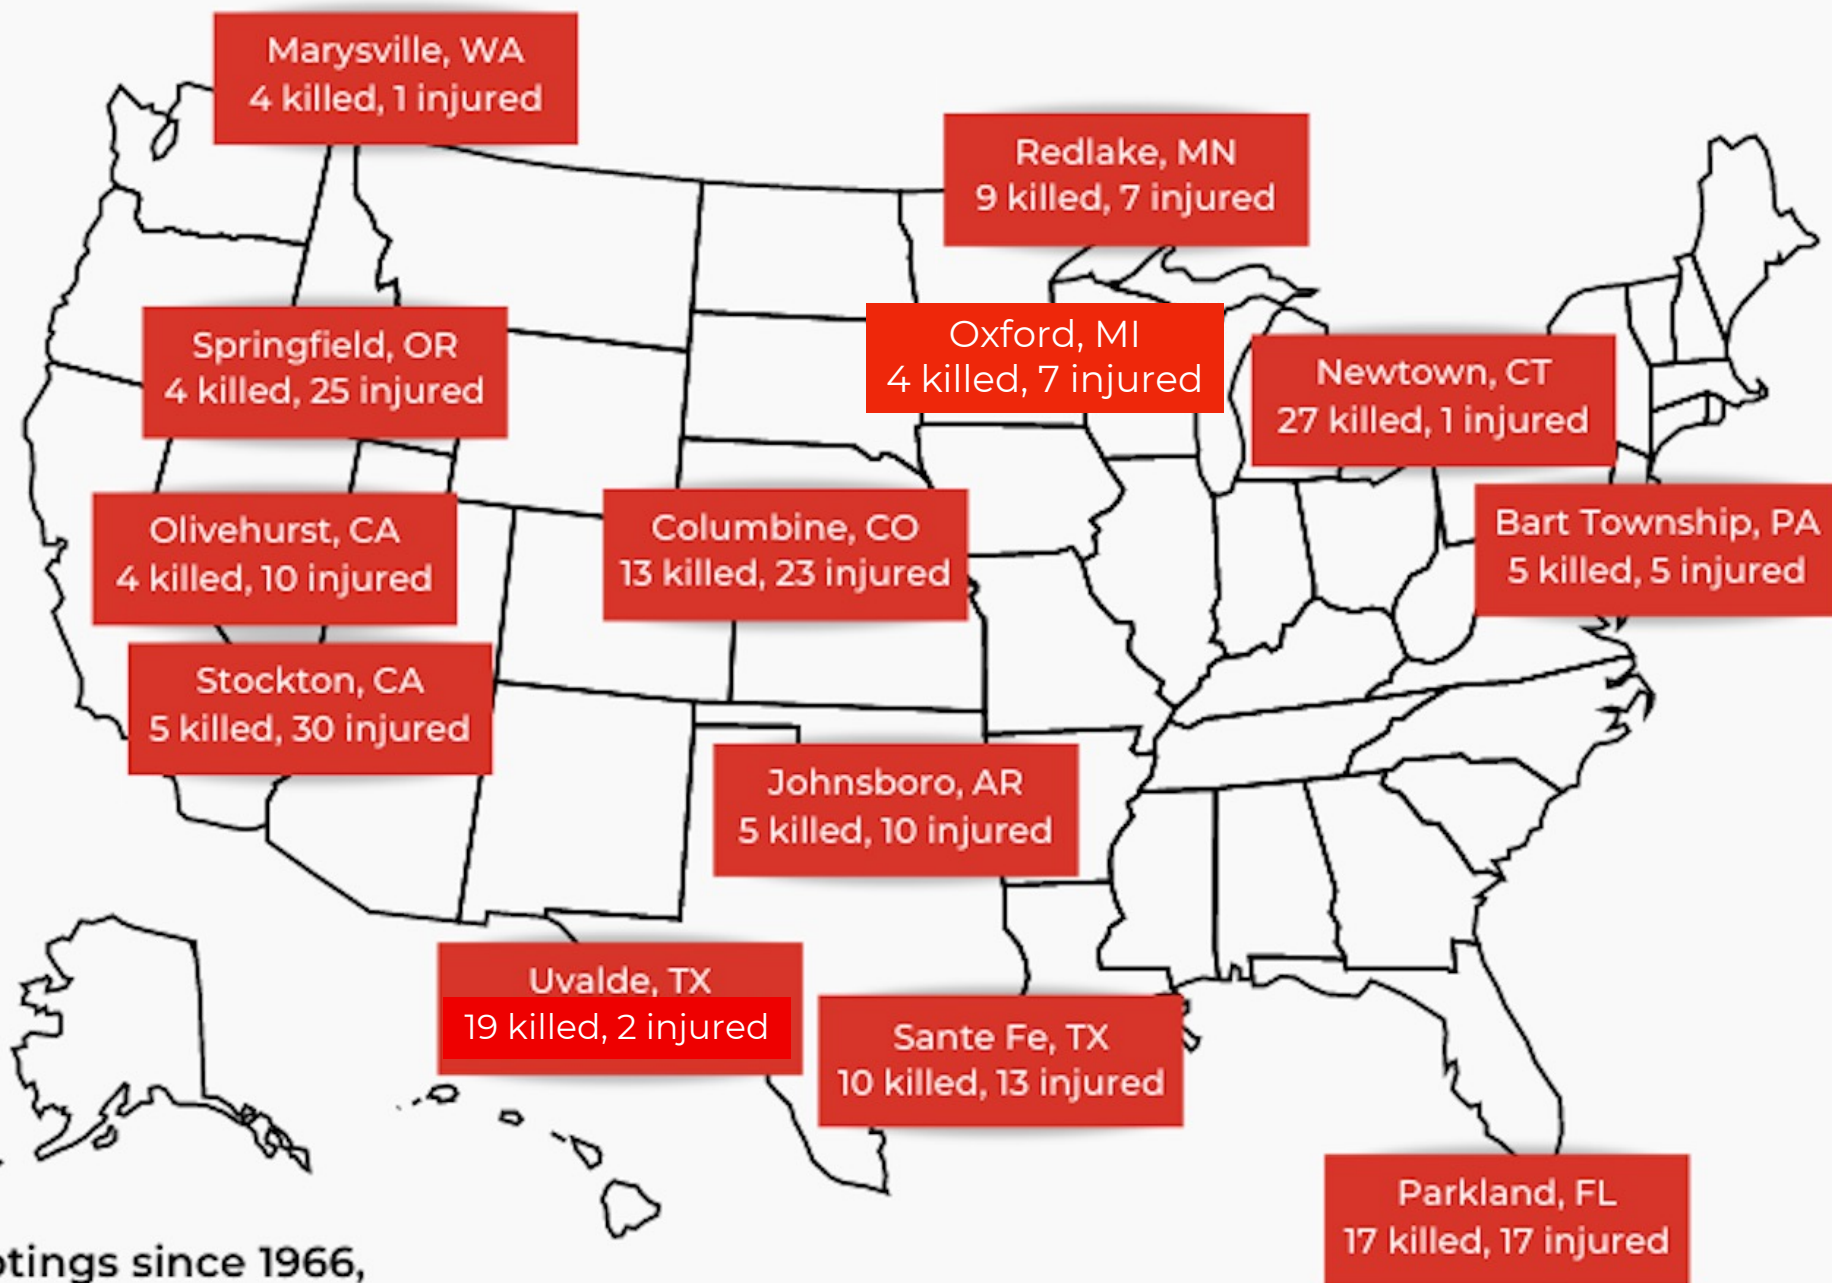 Marysville, WA
4 killed, 1 injured
Redlake, MN
9 killed, 7 injured
Springfield, OR
4 killed, 25 injured
Oxford, MI
4 killed, 7 injured
Newtown, CT
27 killed, 1 injured
Olivehurst, CA
4 killed, 10 injured
Columbine, CO
13 killed, 23 injured
Bart Township, PA
5 killed, 5 injured
Stockton, CA
5 killed, 30 injured
Johnsboro, AR
5 killed, 10 injured
Uvalde, TX
19 killed, 2 injured
Sante Fe, TX
10 killed, 13 injured
Parkland, FL
17 killed, 17 injured
since 1966,